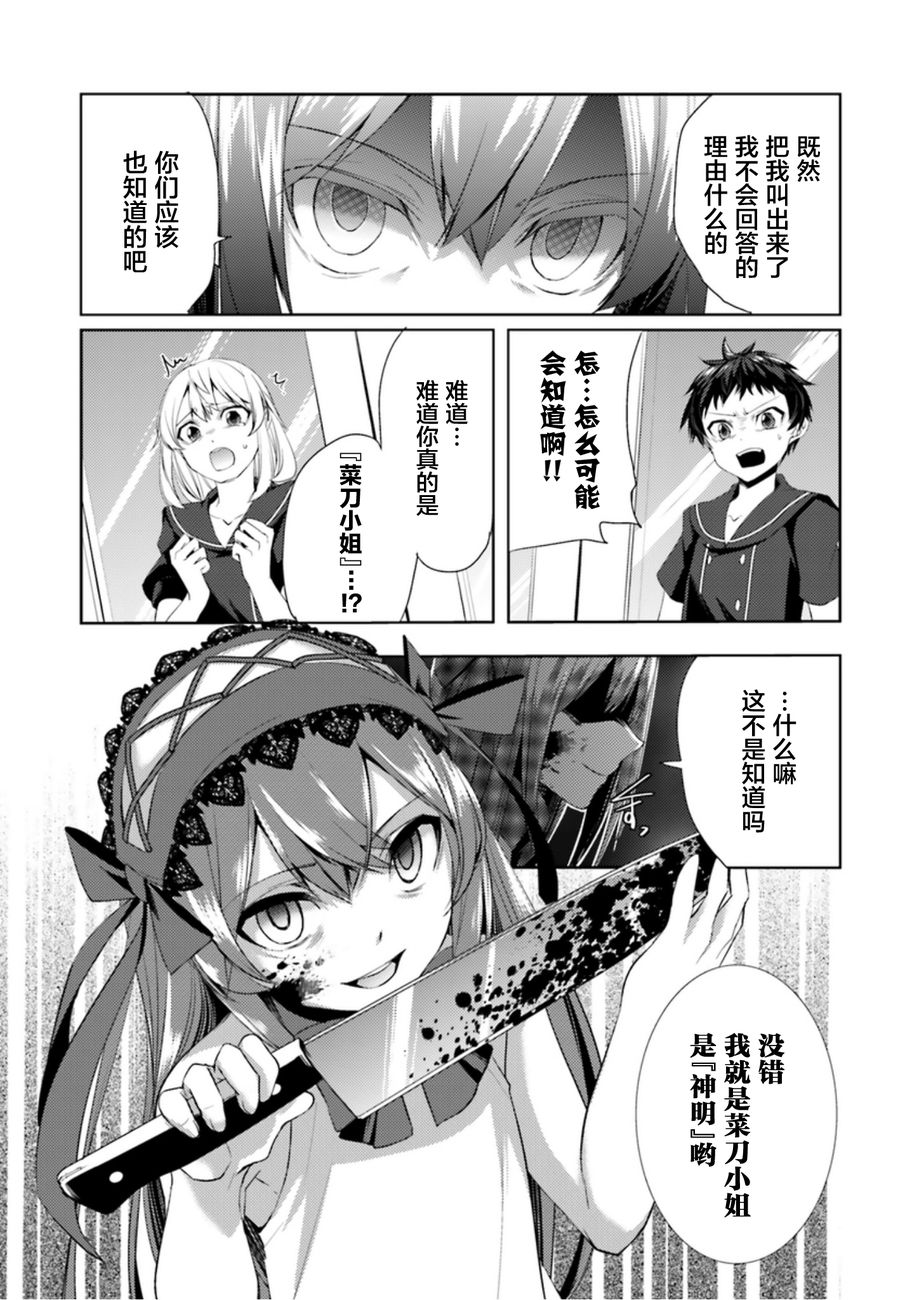 既然
把我叫出来了
我不会回答的
理由什么的
你们应该
也知道的吧
怎…怎么可能
会知道啊!!
难道…
难道你真的是
『菜刀小姐』…!?
…什么嘛
这不是知道吗
没错
我就是菜刀小姐
是『神明』哟